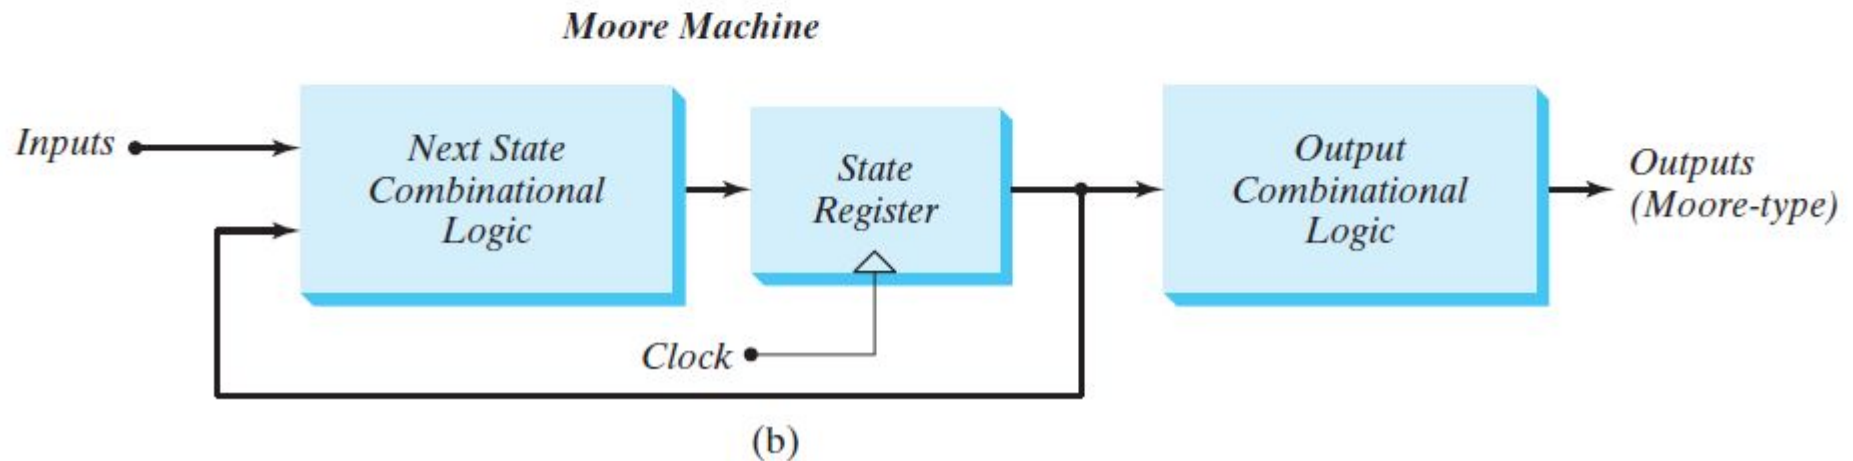 Moore Machine
Inputs
Next State
Combinational
Logic
State
Register
Output
Combinational
Logic
Outputs
(Moore-type)
Clock
(b)